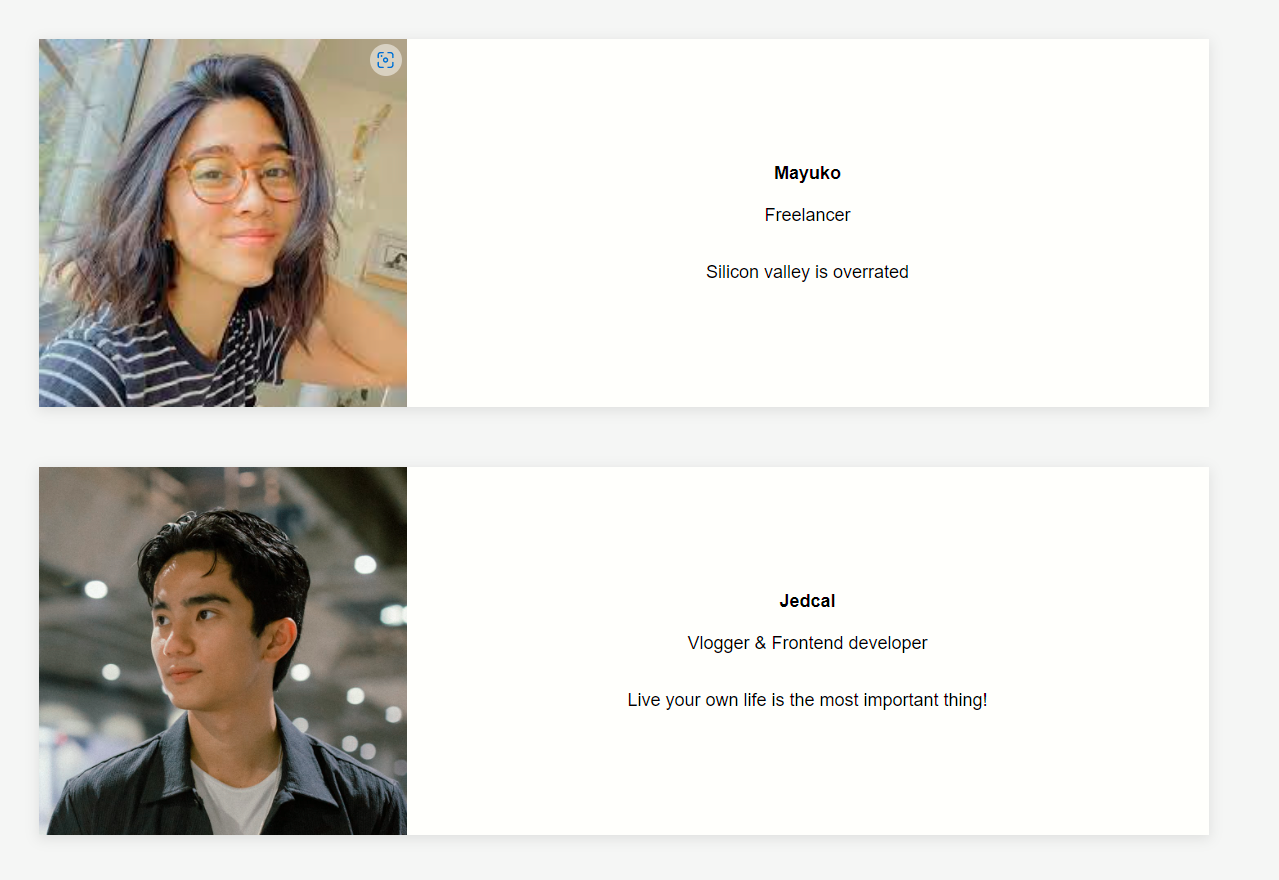 Mayuko
Freelancer
Silicon valley is overrated
Jedcal
Vlogger & Frontend developer
Live your own life is the most important thing!